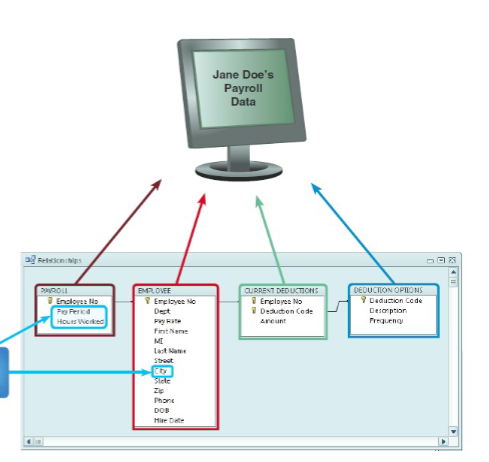 Jane Doe's
Payroll
Data
Relationships
PAYROLL
Employee No
Pay Period
Hours Worked
EMPLOYEE
Employee No
Dept
Pay Rate
First Name
MI
Last Name
Street
City
State
Zip
Phone
DOB
Hire Date
CURRENT DEDUCTIONS
Employee No
Deduction Code
Amount
DEDUCTION OPTIONS
Deduction Code
Description
Frequency